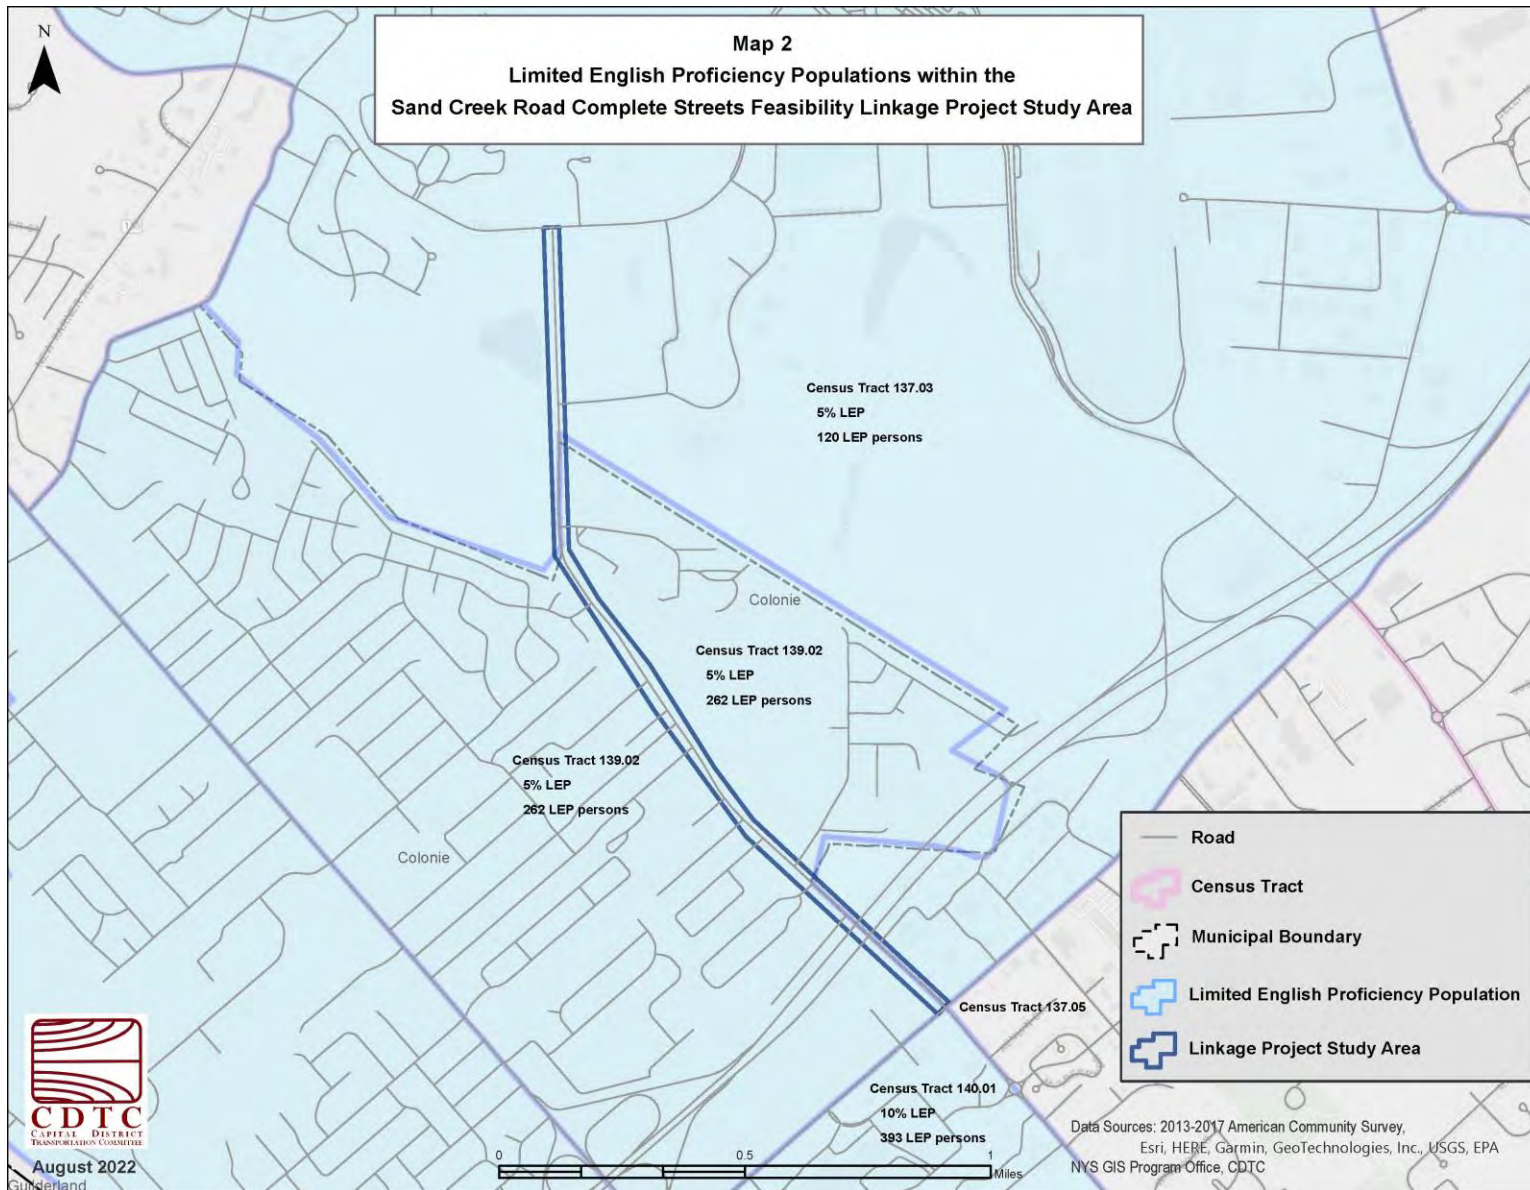 N
Map 2
Limited English Proficiency Populations within the
Sand Creek Road Complete Streets Feasibility Linkage Project Study Area
Census Tract 137.03
5% LEP
120 LEP persons
Colonie
Census Tract 139.02
5% LEP
262 LEP persons
Census Tract 139.02
5% LEP
262 LEP persons
Colonie
Road
Census Tract
Municipal Boundary
Limited English Proficiency Population
Linkage Project Study Area
Census Tract 137.05
Census Tract 140.01
10% LEP
393 LEP persons
CDTC
CAPITAL DISTRICT
TRANSPORTATION COMMITTEE
August 2022
Guilderland
0 0.5 1
Miles
Data Sources: 2013-2017 American Community Survey,
Esri, HERE, Garmin, GeoTechnologies, Inc., USGS, EPA
NYS GIS Program Office, CDTC